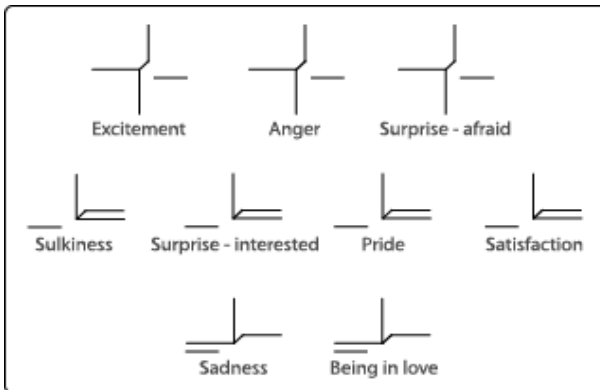 Excitement Anger Surprise - afraid
Sulkiness Surprise - interested Pride Satisfaction
Sadness Being in love